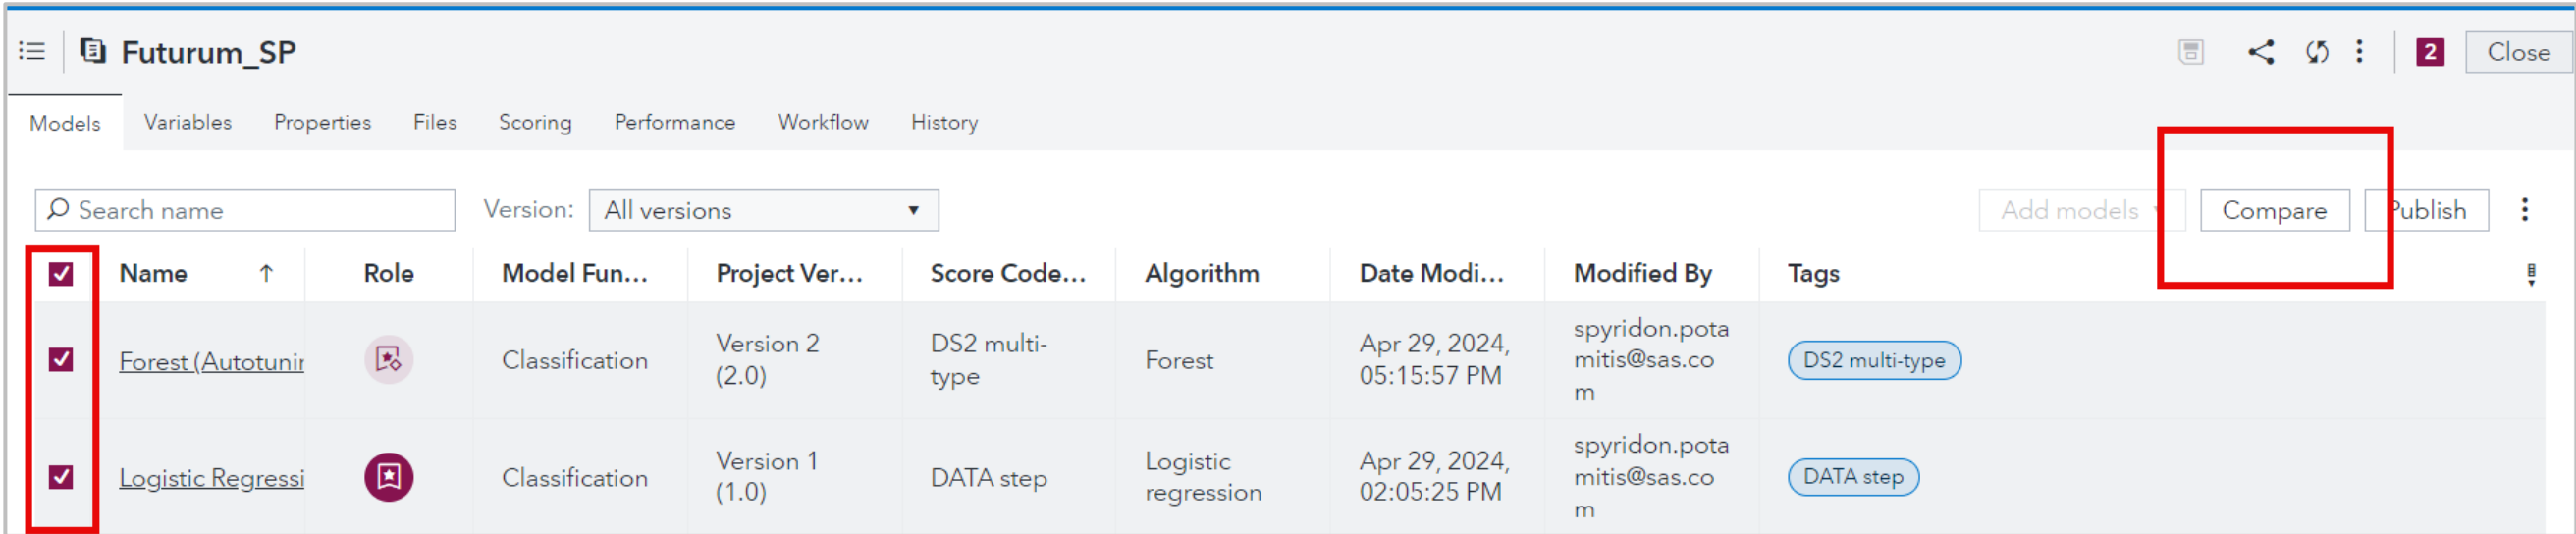 Futurum_SP
2
Close
Models
Variables
Properties
Files
Scoring
Performance
Workflow
History
Search name
Version:
All versions
Add models
Compare
Publish
Name ↑
Role
Model Fun...
Project Ver...
Score Code...
Algorithm
Date Modi...
Modified By
Tags
Forest (Autotunin
Classification
Version 2
(2.0)
DS2 multi-
type
Forest
Apr 29, 2024,
05:15:57 PM
spyridon.pota
mitis@sas.co
m
DS2 multi-type
Logistic Regressi
Classification
Version 1
(1.0)
DATA step
Logistic
regression
Apr 29, 2024,
02:05:25 PM
spyridon.pota
mitis@sas.co
m
DATA step